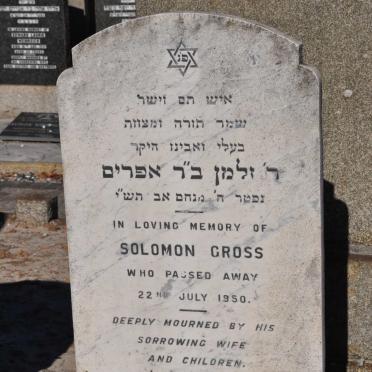 פ״נ
איש תם וישר
שמר תורה ומצוות
בעלי ואבינו היקר
ר׳ זלמן ב״ר אפרים
נפטר ח׳ מנחם אב תש״י
IN LOVING MEMORY OF
SOLOMON GROSS
WHO PASSED AWAY
22ND JULY 1950.
DEEPLY MOURNED BY HIS
SORROWING WIFE
AND CHILDREN.